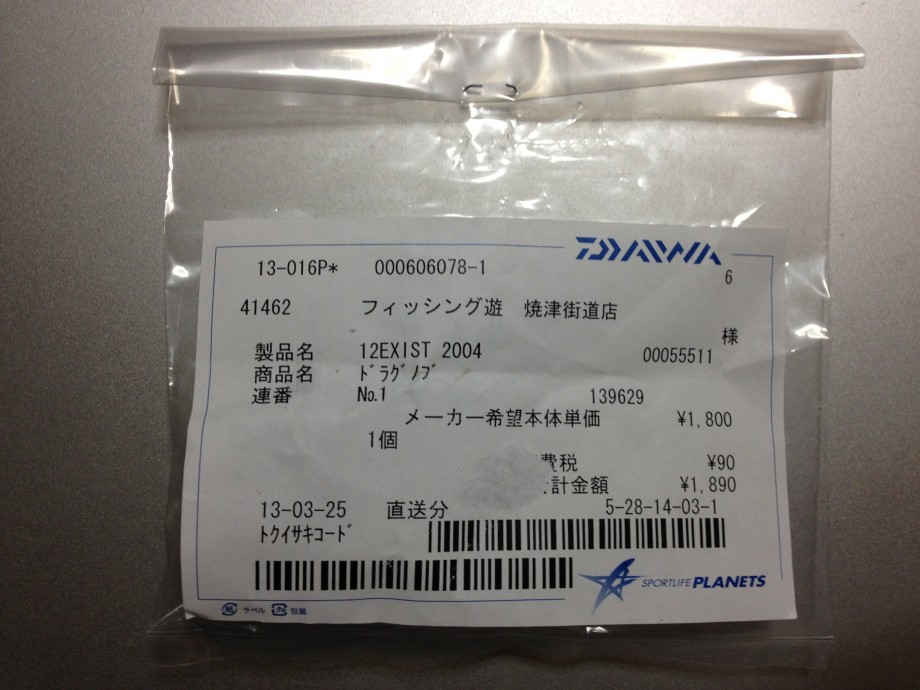 DAIWA
13-016P* 000606078-1 6
41462 フィッシング遊 焼津街道店
様
製品名 12EXIST 2004 00055511
商品名 ドラグノブ
連番 No.1 139629
メーカー希望本体単価 ¥1,800
1個
費税 ¥90
計金額 ¥1,890
13-03-25 直送分 5-28-14-03-1
トクイサキコード
SPORTLIFE PLANETS
紙 ラベル プラ 包装